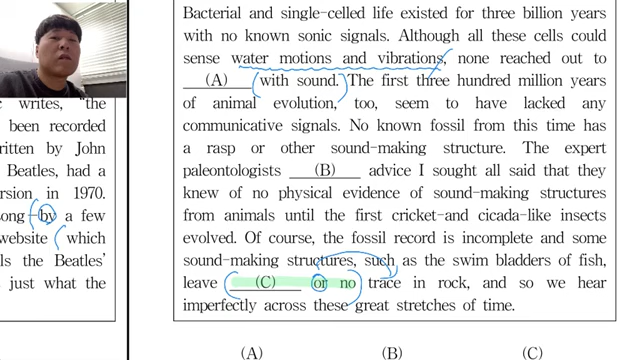 Bacterial and single-celled life existed for three billion years
with no known sonic signals. Although all these cells could
sense water motions and vibrations, none reached out to
(A) with sound. The first three hundred million years
of animal evolution, too, seem to have lacked any
communicative signals. No known fossil from this time has
a rasp or other sound-making structure. The expert
paleontologists (B) advice I sought all said that they
knew of no physical evidence of sound-making structures
from animals until the first cricket-and cicada-like insects
evolved. Of course, the fossil record is incomplete and some
sound-making structures, such as the swim bladders of fish,
leave (C) or no trace in rock, and so we hear
imperfectly across these great stretches of time.
(A) (B) (C)
writes, "the
been recorded
written by John
Beatles, had a
ersion in 1970.
song by a few
website which
ls the Beatles'
just what the